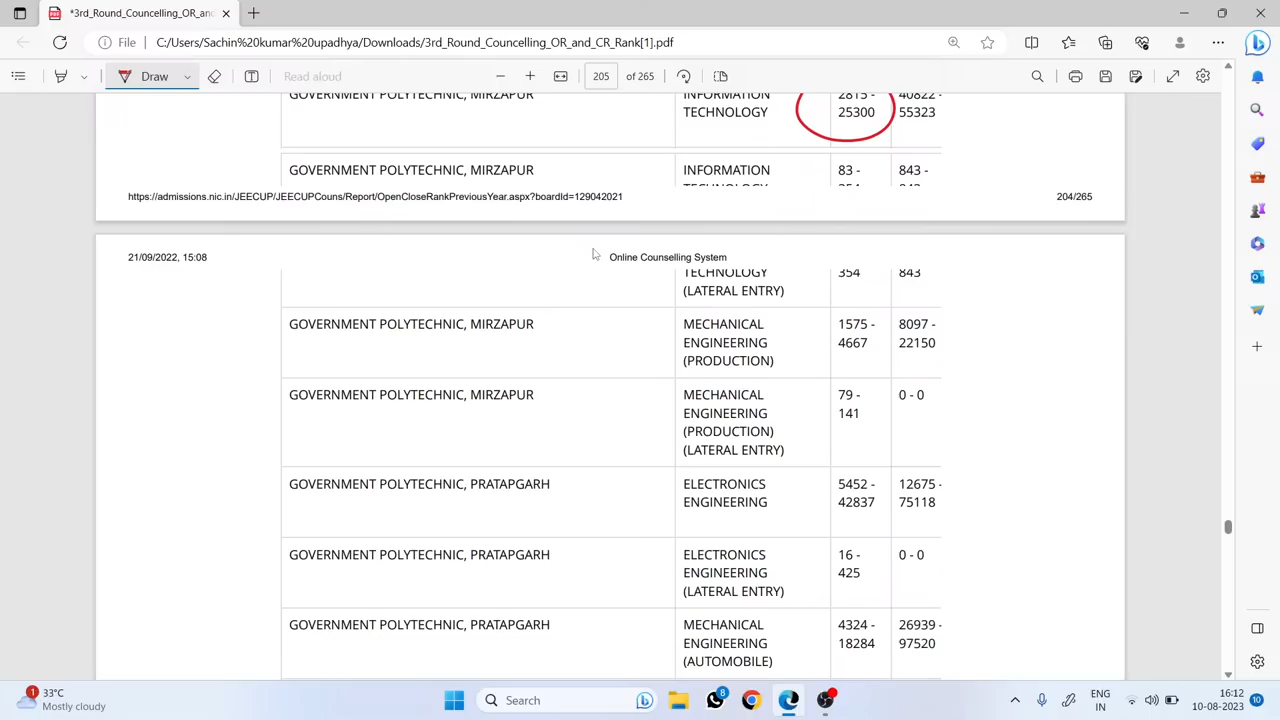 *3rd_Round_Councelling_OR_anc
File
C:/Users/Sachin%20kumar%20upadhya/Downloads/3rd_Round_Councelling_OR_and_CR_Rank[1].pdf
Draw
Read aloud
205 of 265
GOVERNMENT POLYTECHNIC, MIRZAPUR INFORMATION 2815 - 40822 -
TECHNOLOGY 25300 55323
GOVERNMENT POLYTECHNIC, MIRZAPUR INFORMATION 83 - 843 -
https://admissions.nic.in/JEECUP/JEECUPCouns/Report/OpenCloseRankPreviousYear.aspx?boardId=129042021 204/265
21/09/2022, 15:08 Online Counselling System
TECHNOLOGY 354 843
(LATERAL ENTRY)
GOVERNMENT POLYTECHNIC, MIRZAPUR MECHANICAL 1575 - 8097 -
ENGINEERING 4667 22150
(PRODUCTION)
GOVERNMENT POLYTECHNIC, MIRZAPUR MECHANICAL 79 - 0 - 0
ENGINEERING 141
(PRODUCTION)
(LATERAL ENTRY)
GOVERNMENT POLYTECHNIC, PRATAPGARH ELECTRONICS 5452 - 12675 -
ENGINEERING 42837 75118
GOVERNMENT POLYTECHNIC, PRATAPGARH ELECTRONICS 16 - 0 - 0
ENGINEERING 425
(LATERAL ENTRY)
GOVERNMENT POLYTECHNIC, PRATAPGARH MECHANICAL 4324 - 26939 -
ENGINEERING 18284 97520
(AUTOMOBILE)
1 33°C
Mostly cloudy
Search
8
ENG
IN
16:12
10-08-2023
10